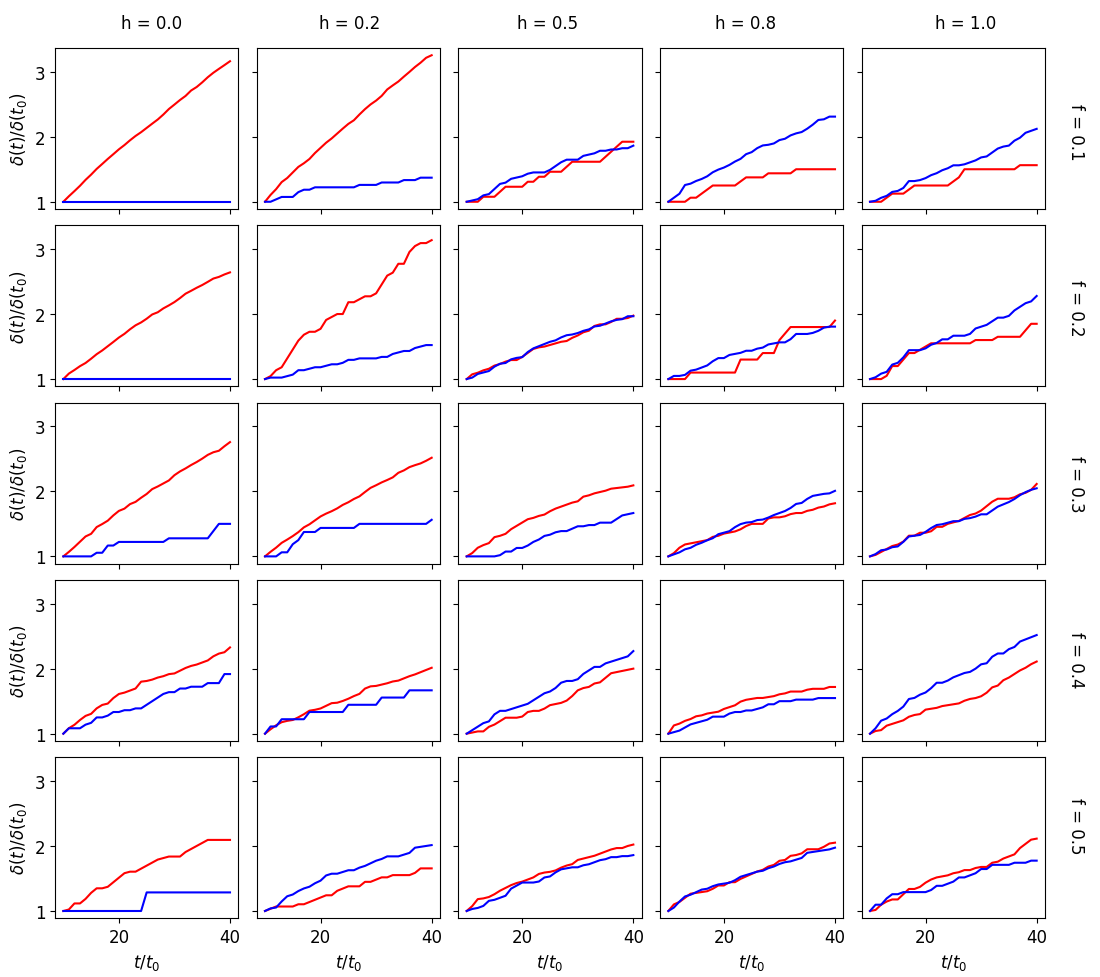 h = 0.0 h = 0.2 h = 0.5 h = 0.8 h = 1.0
3
2
1
δ(t)/δ(t₀)
f = 0.1
3
2
1
δ(t)/δ(t₀)
f = 0.2
3
2
1
δ(t)/δ(t₀)
f = 0.3
3
2
1
δ(t)/δ(t₀)
f = 0.4
3
2
1
δ(t)/δ(t₀)
f = 0.5
20 40 20 40 20 40 20 40 20 40
t/t₀ t/t₀ t/t₀ t/t₀ t/t₀